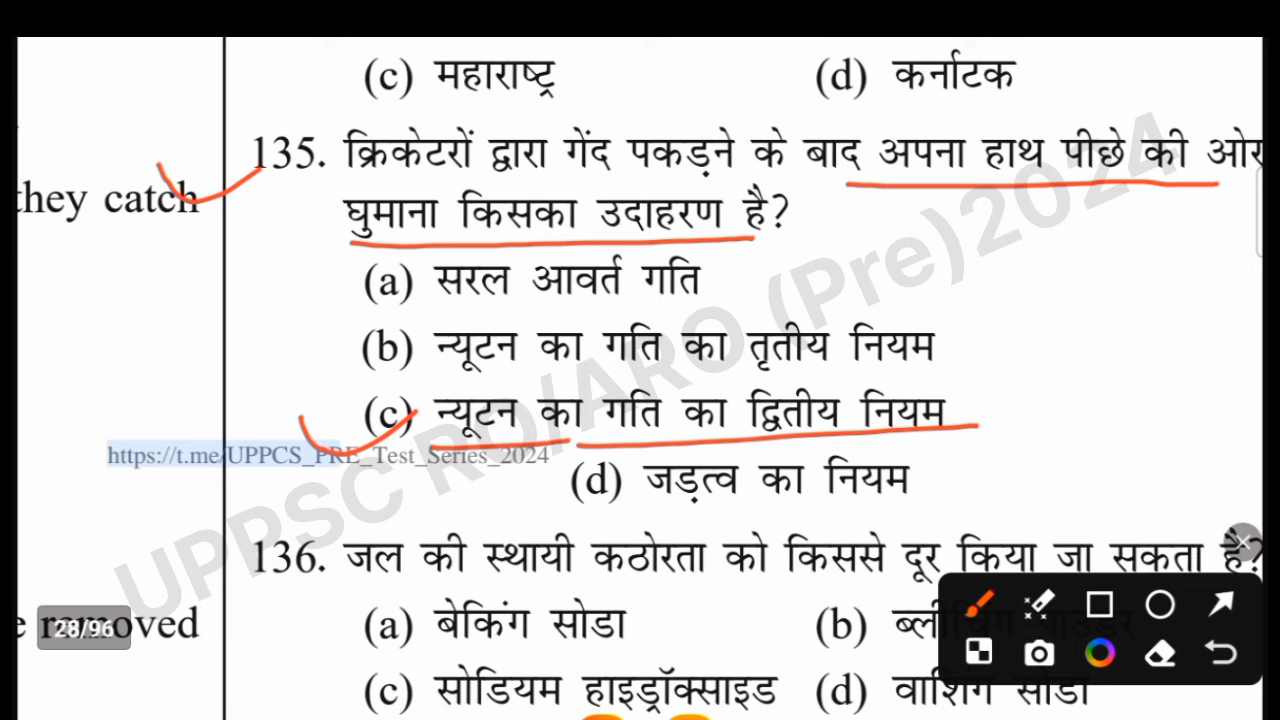 (c) महाराष्ट्र (d) कर्नाटक
135. क्रिकेटरों द्वारा गेंद पकड़ने के बाद अपना हाथ पीछे की ओर
they catch
घुमाना किसका उदाहरण है?
(a) सरल आवर्त गति
(b) न्यूटन का गति का तृतीय नियम
(c) न्यूटन का गति का द्वितीय नियम
https://t.me/UPPCS_PRE_Test_Series_2024
(d) जड़त्व का नियम
136. जल की स्थायी कठोरता को किससे दूर किया जा सकता है?
(a) बेकिंग सोडा (b) ब्लीचिंग पाउडर
28/96
(c) सोडियम हाइड्रॉक्साइड (d) वाशिंग सोडा
UPPSC RO/ARO (Pre)2024